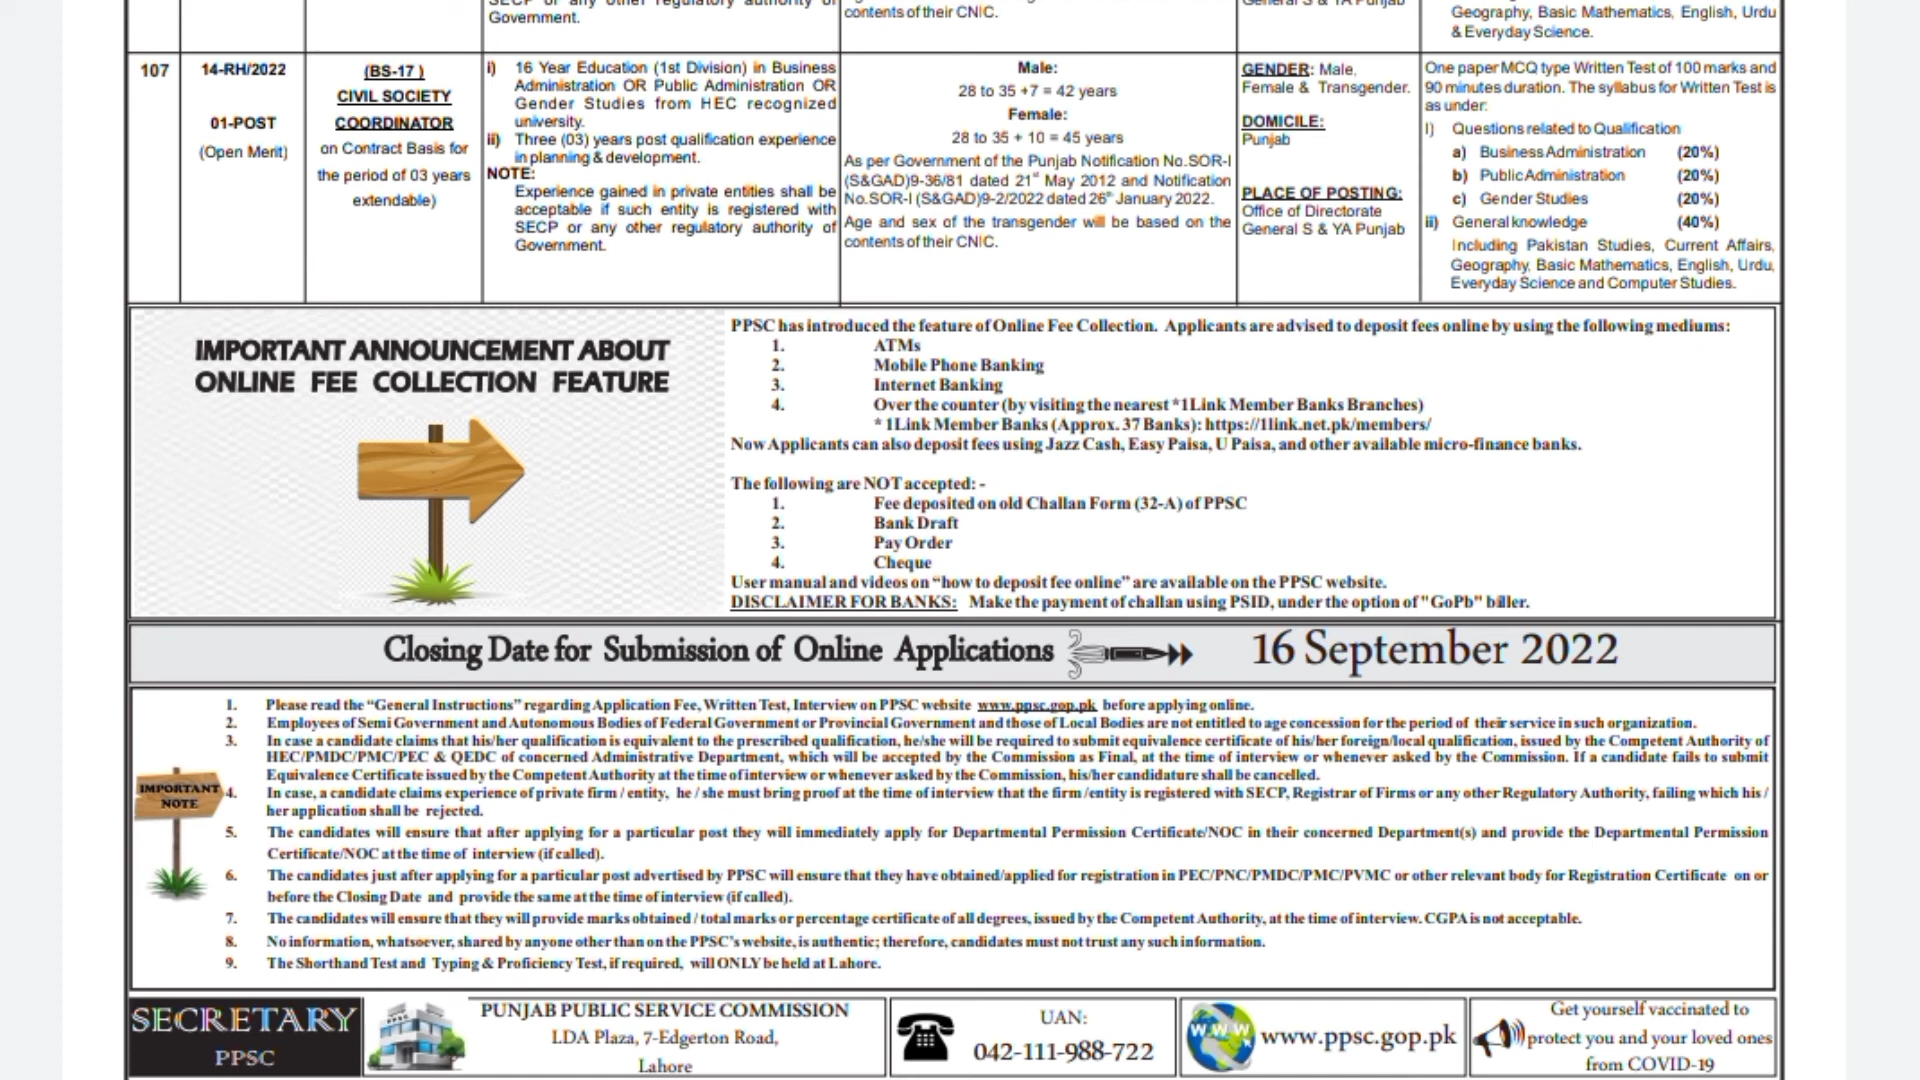 SECP or any other regulatory authority of
Government.
contents of their CNIC.
General S & YA Punjab
Geography, Basic Mathematics, English, Urdu
& Everyday Science.
107
14-RH/2022
01-POST
(Open Merit)
(BS-17 )
CIVIL SOCIETY
COORDINATOR
on Contract Basis for
the period of 03 years
extendable)
i) 16 Year Education (1st Division) in Business
Administration OR Public Administration OR
Gender Studies from HEC recognized
university.
ii) Three (03) years post qualification experience
in planning & development.
NOTE:
Experience gained in private entities shall be
acceptable if such entity is registered with
SECP or any other regulatory authority of
Government.
Male:
28 to 35 +7 = 42 years
Female:
28 to 35 + 10 = 45 years
As per Government of the Punjab Notification No.SOR-I
(S&GAD)9-36/81 dated 21st May 2012 and Notification
No.SOR-I (S&GAD)9-2/2022 dated 26th January 2022.
Age and sex of the transgender will be based on the
contents of their CNIC.
GENDER: Male,
Female & Transgender.
DOMICILE:
Punjab
PLACE OF POSTING:
Office of Directorate
General S & YA Punjab
One paper MCQ type Written Test of 100 marks and
90 minutes duration. The syllabus for Written Test is
as under:
I) Questions related to Qualification
a) Business Administration (20%)
b) Public Administration (20%)
c) Gender Studies (20%)
ii) General knowledge (40%)
Including Pakistan Studies, Current Affairs,
Geography, Basic Mathematics, English, Urdu,
Everyday Science and Computer Studies.
IMPORTANT ANNOUNCEMENT ABOUT
ONLINE FEE COLLECTION FEATURE
PPSC has introduced the feature of Online Fee Collection. Applicants are advised to deposit fees online by using the following mediums:
1. ATMs
2. Mobile Phone Banking
3. Internet Banking
4. Over the counter (by visiting the nearest *1Link Member Banks Branches)
* 1Link Member Banks (Approx. 37 Banks): https://1link.net.pk/members/
Now Applicants can also deposit fees using Jazz Cash, Easy Paisa, U Paisa, and other available micro-finance banks.
The following are NOT accepted: -
1. Fee deposited on old Challan Form (32-A) of PPSC
2. Bank Draft
3. Pay Order
4. Cheque
User manual and videos on “how to deposit fee online” are available on the PPSC website.
DISCLAIMER FOR BANKS: Make the payment of challan using PSID, under the option of "GoPb" biller.
Closing Date for Submission of Online Applications 16 September 2022
IMPORTANT
NOTE
1. Please read the “General Instructions” regarding Application Fee, Written Test, Interview on PPSC website www.ppsc.gop.pk before applying online.
2. Employees of Semi Government and Autonomous Bodies of Federal Government or Provincial Government and those of Local Bodies are not entitled to age concession for the period of their service in such organization.
3. In case a candidate claims that his/her qualification is equivalent to the prescribed qualification, he/she will be required to submit equivalence certificate of his/her foreign/local qualification, issued by the Competent Authority of
HEC/PMDC/PMC/PEC & QEDC of concerned Administrative Department, which will be accepted by the Commission as Final, at the time of interview or whenever asked by the Commission. If a candidate fails to submit
Equivalence Certificate issued by the Competent Authority at the time of interview or whenever asked by the Commission, his/her candidature shall be cancelled.
4. In case, a candidate claims experience of private firm / entity, he / she must bring proof at the time of interview that the firm /entity is registered with SECP, Registrar of Firms or any other Regulatory Authority, failing which his /
her application shall be rejected.
5. The candidates will ensure that after applying for a particular post they will immediately apply for Departmental Permission Certificate/NOC in their concerned Department(s) and provide the Departmental Permission
Certificate/NOC at the time of interview (if called).
6. The candidates just after applying for a particular post advertised by PPSC will ensure that they have obtained/applied for registration in PEC/PNC/PMDC/PMC/PVMC or other relevant body for Registration Certificate on or
before the Closing Date and provide the same at the time of interview (if called).
7. The candidates will ensure that they will provide marks obtained / total marks or percentage certificate of all degrees, issued by the Competent Authority, at the time of interview. CGPA is not acceptable.
8. No information, whatsoever, shared by anyone other than on the PPSC's website, is authentic; therefore, candidates must not trust any such information.
9. The Shorthand Test and Typing & Proficiency Test, if required, will ONLY be held at Lahore.
SECRETARY
PPSC
PUNJAB PUBLIC SERVICE COMMISSION
LDA Plaza, 7-Edgerton Road,
Lahore
UAN:
042-111-988-722
WWW
www.ppsc.gop.pk
Get yourself vaccinated to
protect you and your loved ones
from COVID-19